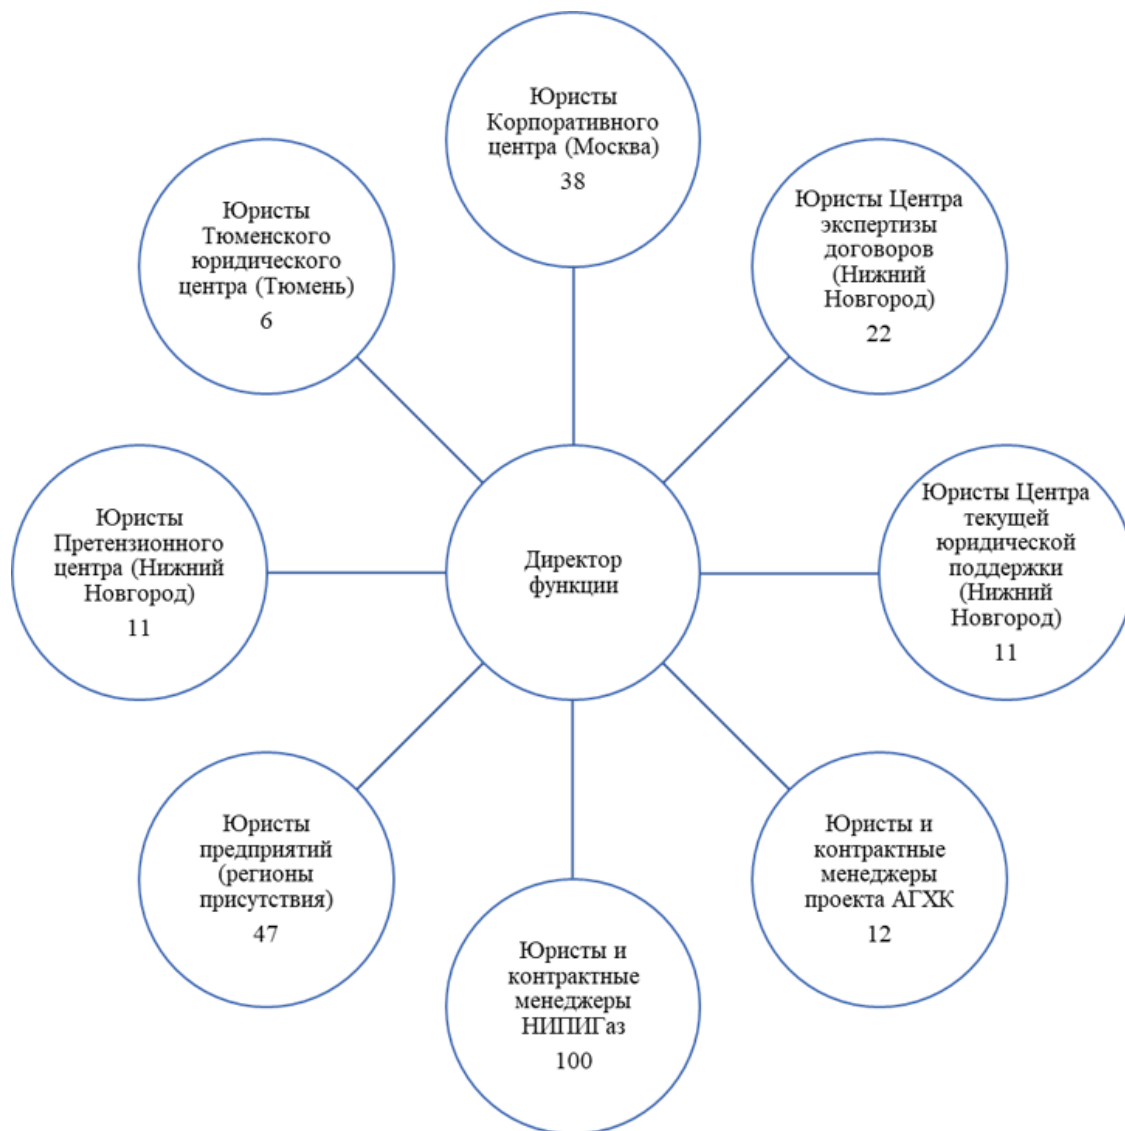 Юристы
Корпоративного
центра (Москва)
38
Юристы Центра
экспертизы
договоров
(Нижний
Новгород)
22
Юристы Центра
текущей
юридической
поддержки
(Нижний
Новгород)
11
Юристы и
контрактные
менеджеры
проекта АГХК
12
Юристы и
контрактные
менеджеры
НИПИГаз
100
Юристы
предприятий
(регионы
присутствия)
47
Юристы
Претензионного
центра (Нижний
Новгород)
11
Юристы
Тюменского
юридического
центра (Тюмень)
6
Директор
функции